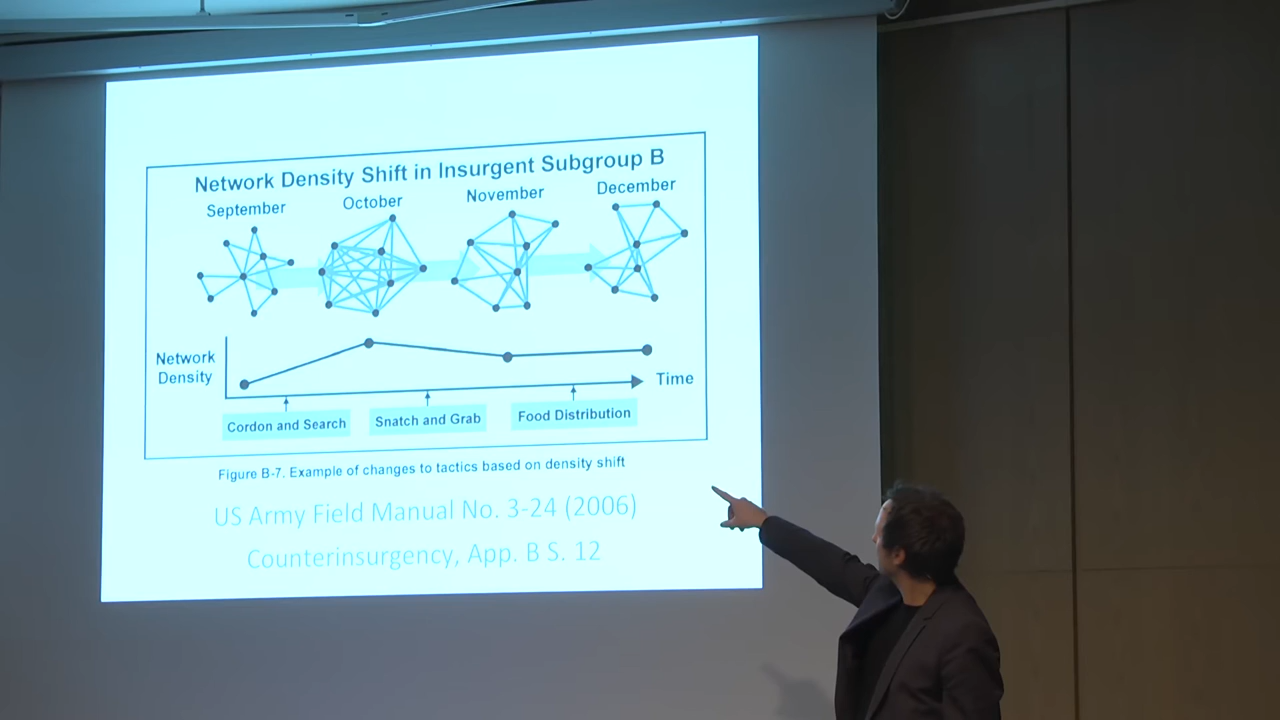 Network Density Shift in Insurgent Subgroup B
September
October
November
December
Network
Density
Time
Cordon and Search
Snatch and Grab
Food Distribution
Figure B-7. Example of changes to tactics based on density shift
US Army Field Manual No. 3-24 (2006)
Counterinsurgency, App. B S. 12